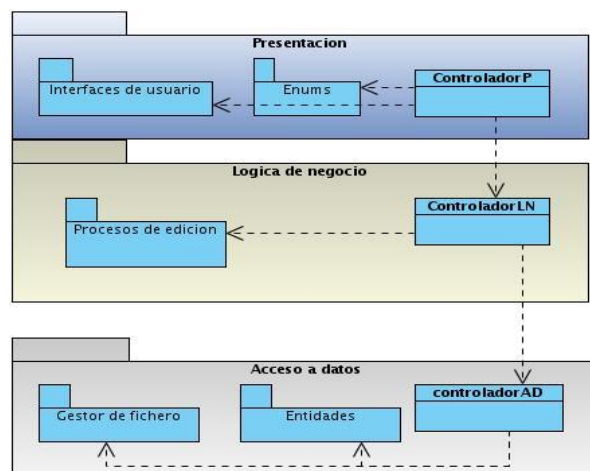 Presentacion
Interfaces de usuario
Enums
ControladorP
Logica de negocio
Procesos de edicion
ControladorLN
Acceso a datos
Gestor de fichero
Entidades
controladorAD